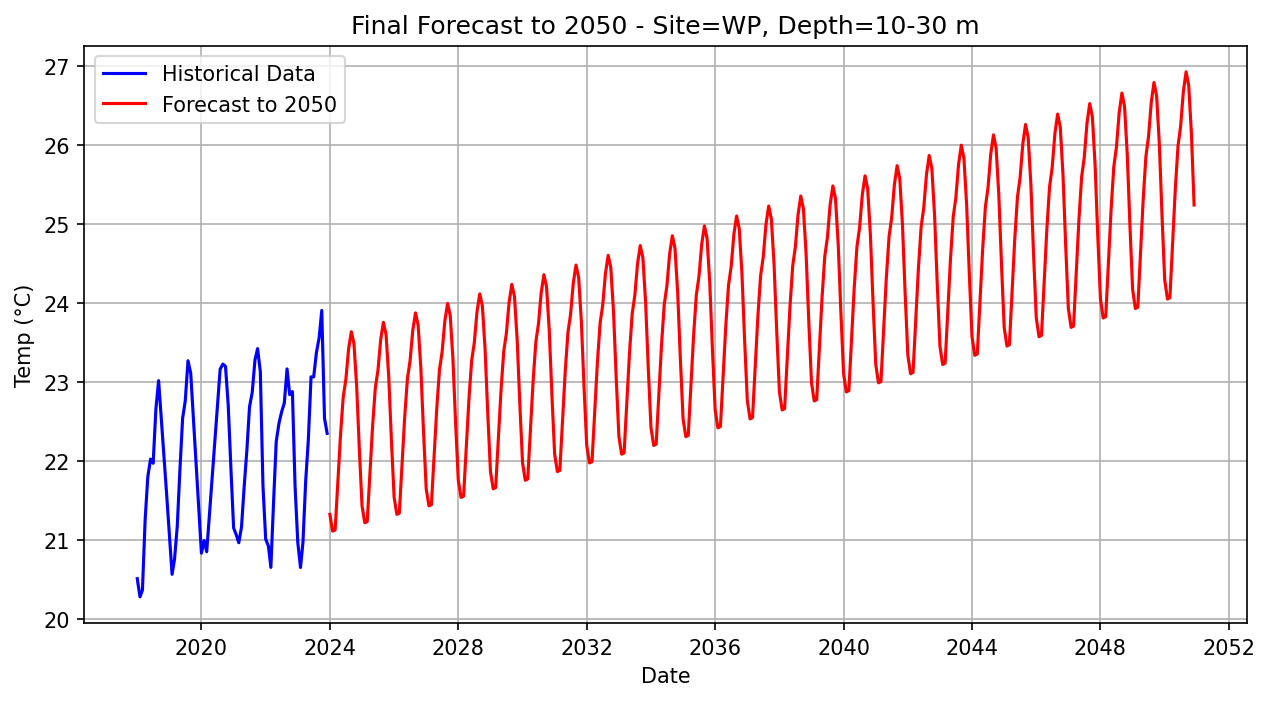 Final Forecast to 2050 - Site=WP, Depth=10-30 m
Historical Data
Forecast to 2050
27
26
25
24
23
22
21
20
Temp (°C)
2020 2024 2028 2032 2036 2040 2044 2048 2052
Date